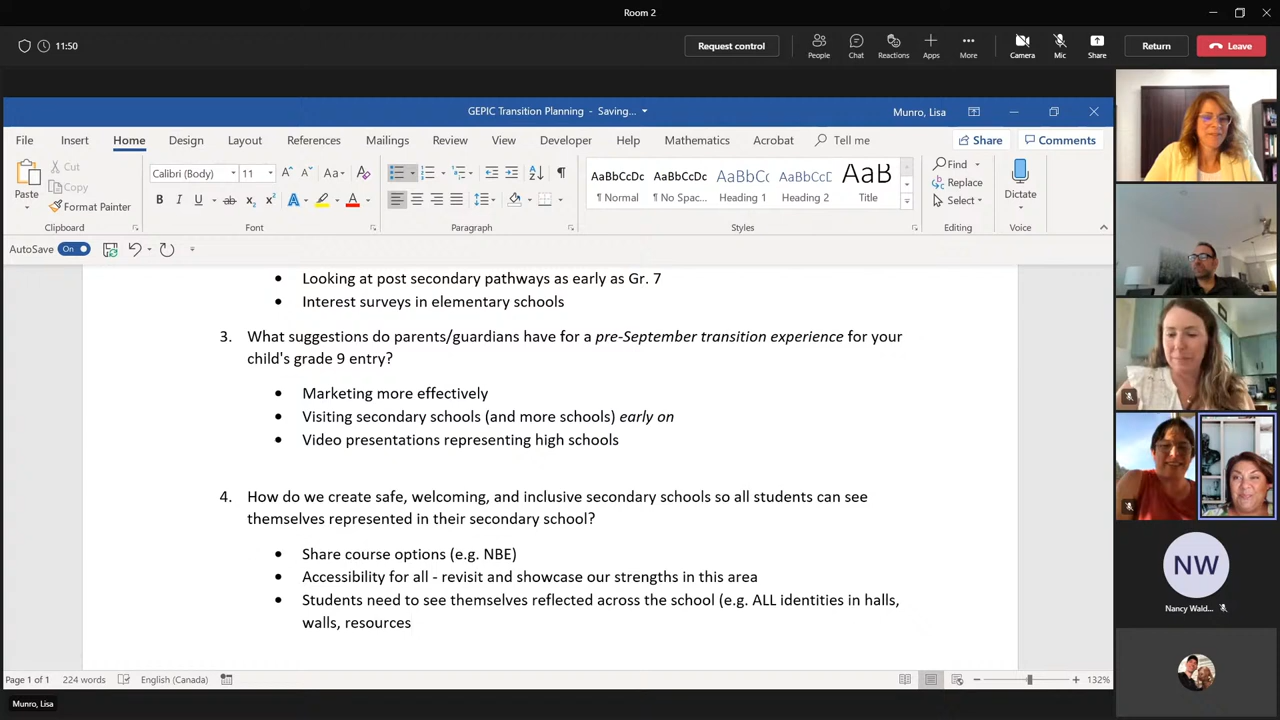 Room 2
11:50
Request control
People
Chat
Reactions
Apps
More
Camera
Mic
Share
Return
Leave
GEPIC Transition Planning - Saving...
Munro, Lisa
File Insert Home Design Layout References Mailings Review View Developer Help Mathematics Acrobat Tell me
Share
Comments
Paste
Cut
Copy
Format Painter
Clipboard
Calibri (Body) 11
Font
Paragraph
AaBbCcDc AaBbCcDc AaBbCc AaBbCcC AaB
¶ Normal ¶ No Spac... Heading 1 Heading 2 Title
Styles
Find
Replace
Select
Editing
Dictate
Voice
AutoSave On
• Looking at post secondary pathways as early as Gr. 7
• Interest surveys in elementary schools
3. What suggestions do parents/guardians have for a pre-September transition experience for your
child's grade 9 entry?
• Marketing more effectively
• Visiting secondary schools (and more schools) early on
• Video presentations representing high schools
4. How do we create safe, welcoming, and inclusive secondary schools so all students can see
themselves represented in their secondary school?
• Share course options (e.g. NBE)
• Accessibility for all - revisit and showcase our strengths in this area
• Students need to see themselves reflected across the school (e.g. ALL identities in halls,
walls, resources
NW
Nancy Wald...
Page 1 of 1 224 words English (Canada) 132%
Munro, Lisa